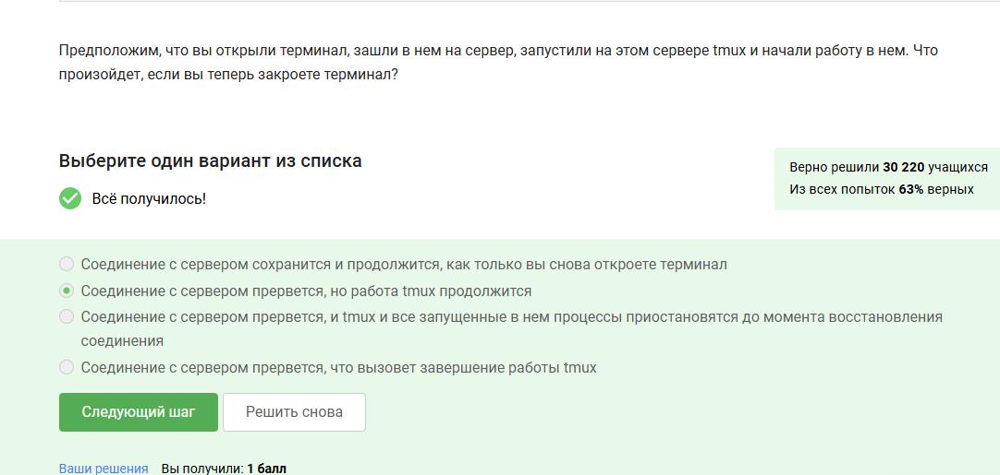 Предположим, что вы открыли терминал, зашли в нем на сервер, запустили на этом сервере tmux и начали работу в нем. Что
произойдет, если вы теперь закроете терминал?
Выберите один вариант из списка
Всё получилось!
Верно решили 30 220 учащихся
Из всех попыток 63% верных
Соединение с сервером сохранится и продолжится, как только вы снова откроете терминал
Соединение с сервером прервется, но работа tmux продолжится
Соединение с сервером прервется, и tmux и все запущенные в нем процессы приостановятся до момента восстановления
соединения
Соединение с сервером прервется, что вызовет завершение работы tmux
Следующий шаг
Решить снова
Ваши решения Вы получили: 1 балл